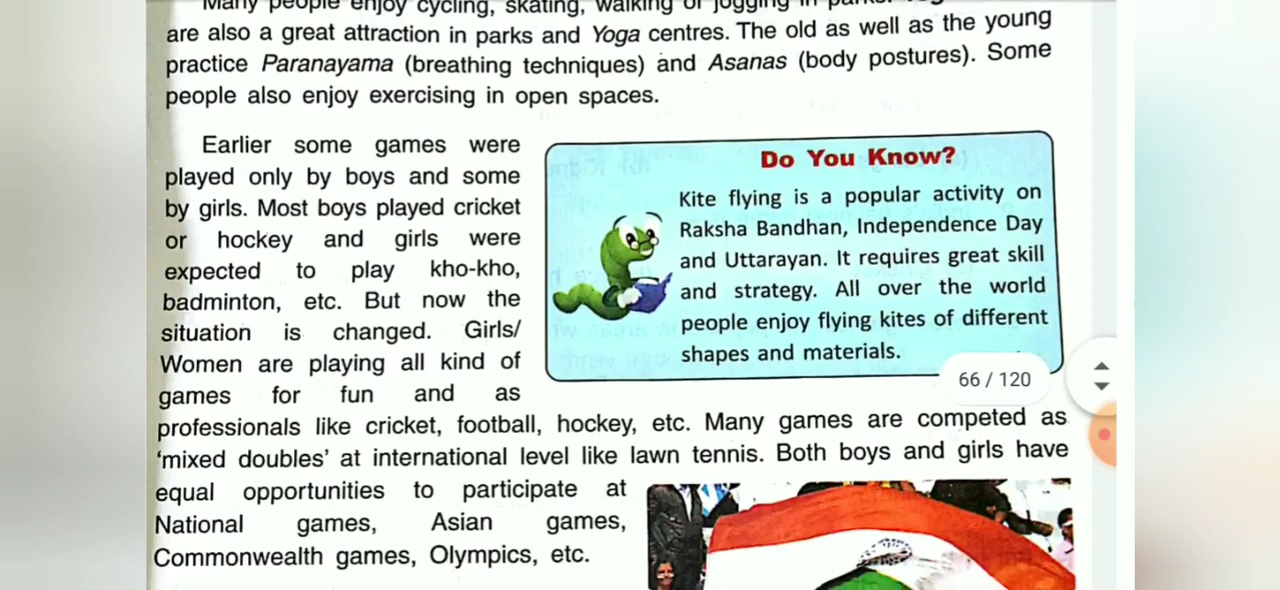 Many people enjoy cycling, skating, walking or jogging in
are also a great attraction in parks and Yoga centres. The old as well as the young
practice Paranayama (breathing techniques) and Asanas (body postures). Some
people also enjoy exercising in open spaces.
Earlier some games were
played only by boys and some
by girls. Most boys played cricket
or hockey and girls were
expected to play kho-kho,
badminton, etc. But now the
situation is changed. Girls/
Women are playing all kind of
games for fun and as
professionals like cricket, football, hockey, etc. Many games are competed as
‘mixed doubles’ at international level like lawn tennis. Both boys and girls have
equal opportunities to participate at
National games, Asian games,
Commonwealth games, Olympics, etc.
Do You Know?
Kite flying is a popular activity on
Raksha Bandhan, Independence Day
and Uttarayan. It requires great skill
and strategy. All over the world
people enjoy flying kites of different
shapes and materials.
66 / 120